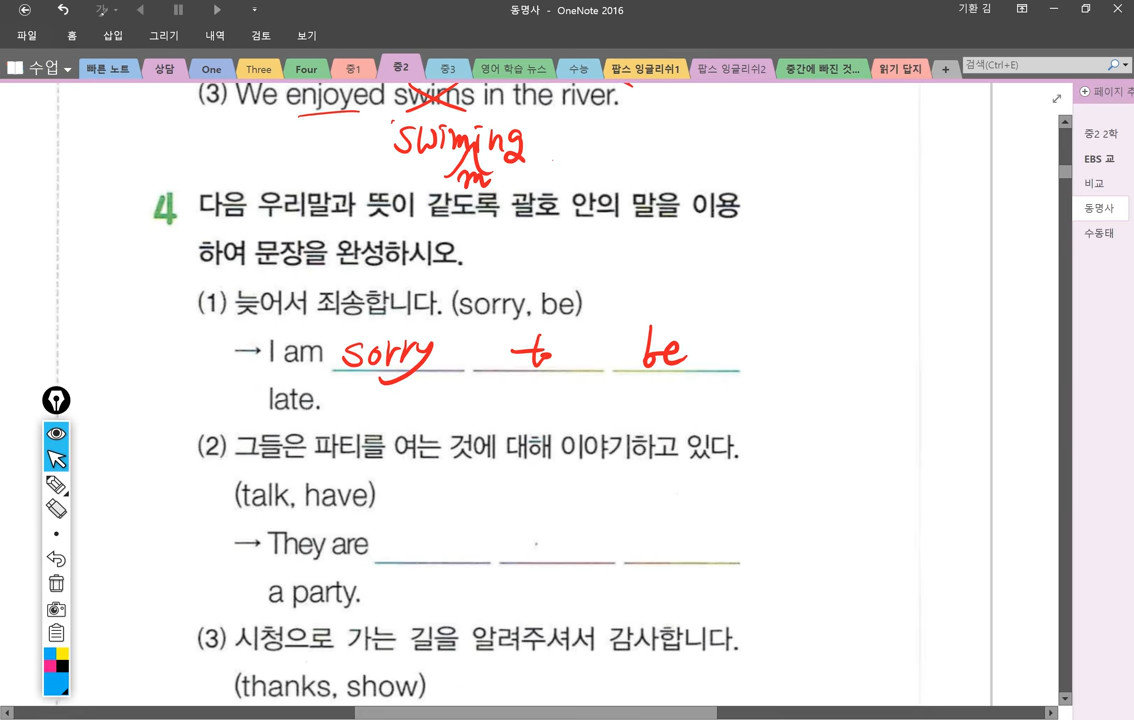 동명사 - OneNote 2016
기환 김
파일 홈 삽입 그리기 내역 검토 보기
수업 빠른 노트 상담 One Three Four 중1 중2 중3 영어 학습 뉴스 수능 팝스 잉글리쉬1 팝스 잉글리쉬2 중간에 빠진 것... 읽기 답지 + 검색(Ctrl+E)
페이지 추
중2 2학
EBS 교
비교
동명사
수동태
(3) We enjoyed swims in the river.
swiming
m
4 다음 우리말과 뜻이 같도록 괄호 안의 말을 이용
하여 문장을 완성하시오.
(1) 늦어서 죄송합니다. (sorry, be)
→ I am sorry to be
late.
(2) 그들은 파티를 여는 것에 대해 이야기하고 있다.
(talk, have)
→ They are
a party.
(3) 시청으로 가는 길을 알려주셔서 감사합니다.
(thanks, show)